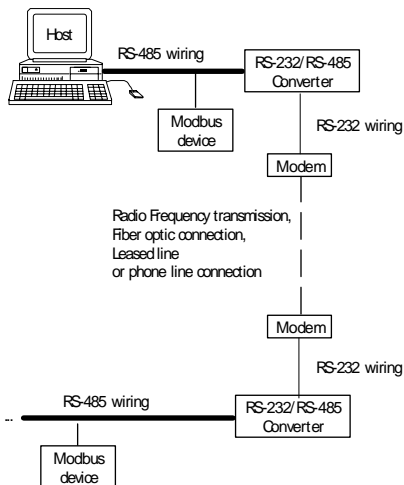 Host
RS-485 wiring
RS-232/RS-485
Converter
Modbus
device
RS-232 wiring
Modem
Radio Frequency transmission,
Fiber optic connection,
Leased line
or phone line connection
Modem
RS-232 wiring
RS-485 wiring
RS-232/RS-485
Converter
...
Modbus
device